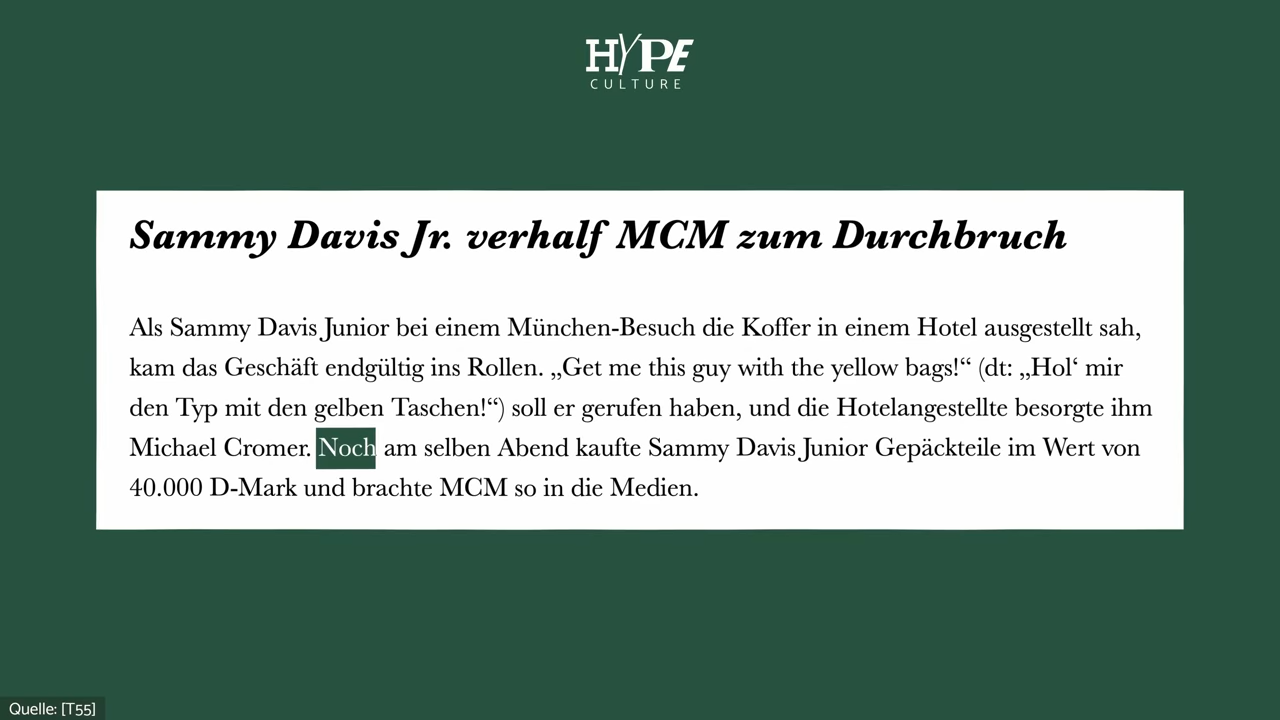 HYPE
CULTURE
Sammy Davis Jr. verhalf MCM zum Durchbruch
Als Sammy Davis Junior bei einem München-Besuch die Koffer in einem Hotel ausgestellt sah,
kam das Geschäft endgültig ins Rollen. „Get me this guy with the yellow bags!“ (dt: „Hol‘ mir
den Typ mit den gelben Taschen!“) soll er gerufen haben, und die Hotelangestellte besorgte ihm
Michael Cromer. Noch am selben Abend kaufte Sammy Davis Junior Gepäckteile im Wert von
40.000 D-Mark und brachte MCM so in die Medien.
Quelle: [T55]